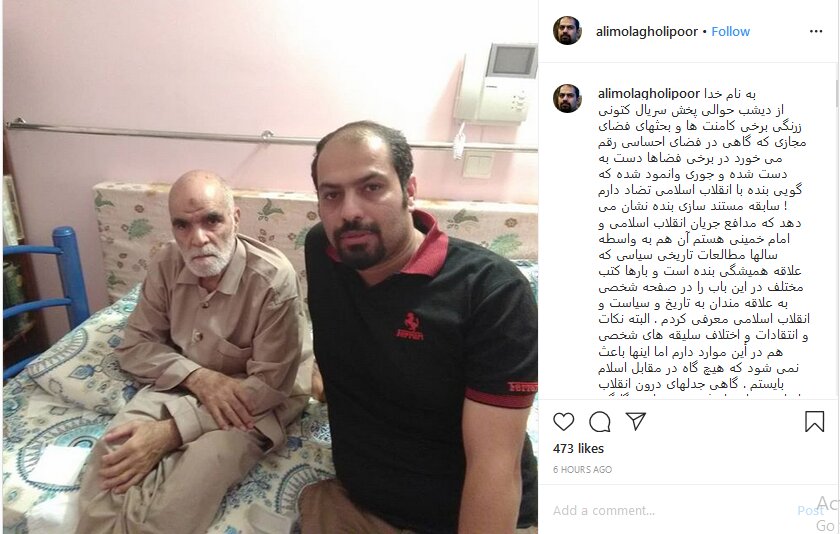 alimolagholipoor • Follow
alimolagholipoor به نام خدا
از دیشب حوالی پخش سریال کتونی
زرنگی برخی کامنت ها و بحثهای فضای
مجازی که گاهی در فضای احساسی رقم
می خورد در برخی فضاها دست به
دست شده و جوری وانمود شده که
گویی بنده با انقلاب اسلامی تضاد دارم
! سابقه مستند سازی بنده نشان می
دهد که مدافع جریان انقلاب اسلامی و
امام خمینی هستم آن هم به واسطه
سالها مطالعات تاریخی سیاسی که
علاقه همیشگی بنده است و بارها کتب
مختلف در این باب را در صفحه شخصی
به علاقه مندان به تاریخ و سیاست و
انقلاب اسلامی معرفی کردم . البته نکات
و انتقادات و اختلاف سلیقه های شخصی
هم در این موارد دارم اما اینها باعث
نمی شود که هیچ گاه در مقابل اسلام
بایستم . گاهی جدلهای درون انقلاب
473 likes
6 HOURS AGO
Add a comment...
Post
Ac
Go
Ferrari
Ferrar